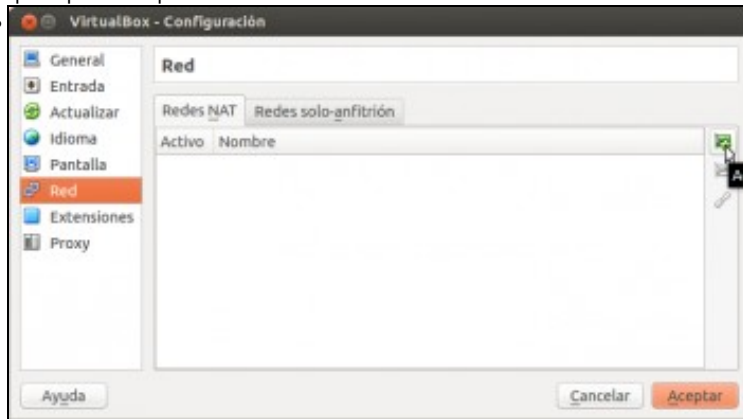 VirtualBox - Configuración
General
Entrada
Actualizar
Idioma
Pantalla
Red
Extensiones
Proxy
Red
Redes NAT Redes solo-anfitrión
Activo Nombre
A
Ayuda Cancelar Aceptar